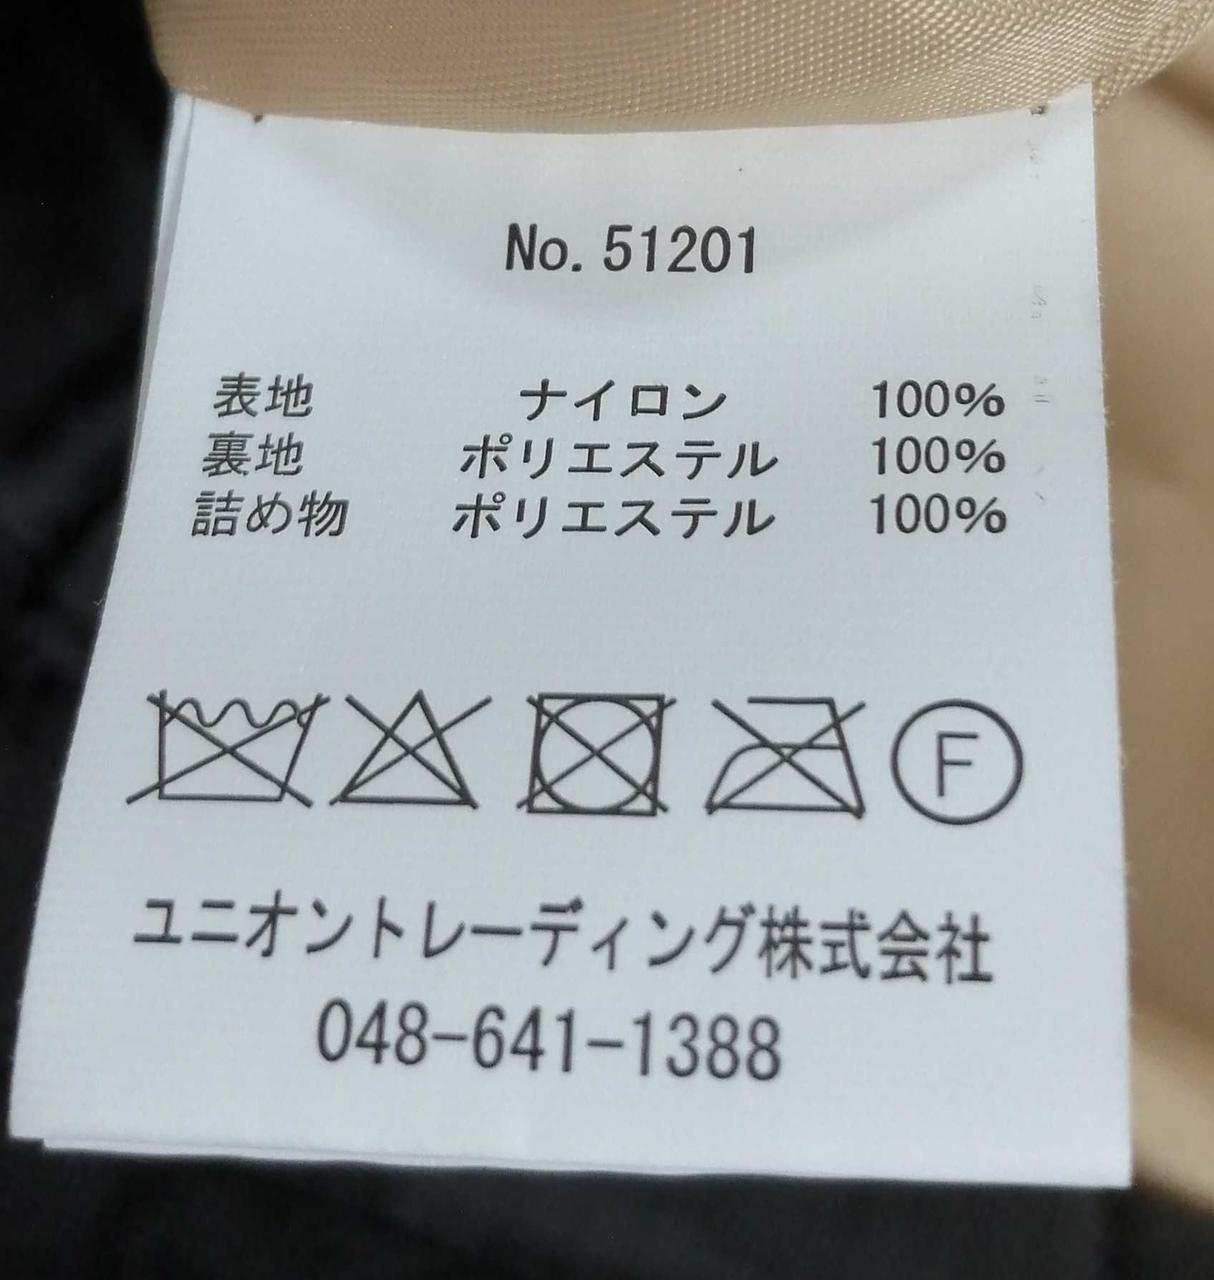 No. 51201
表地 ナイロン 100%
裏地 ポリエステル 100%
詰め物 ポリエステル 100%
F
ユニオントレーディング株式会社
048-641-1388